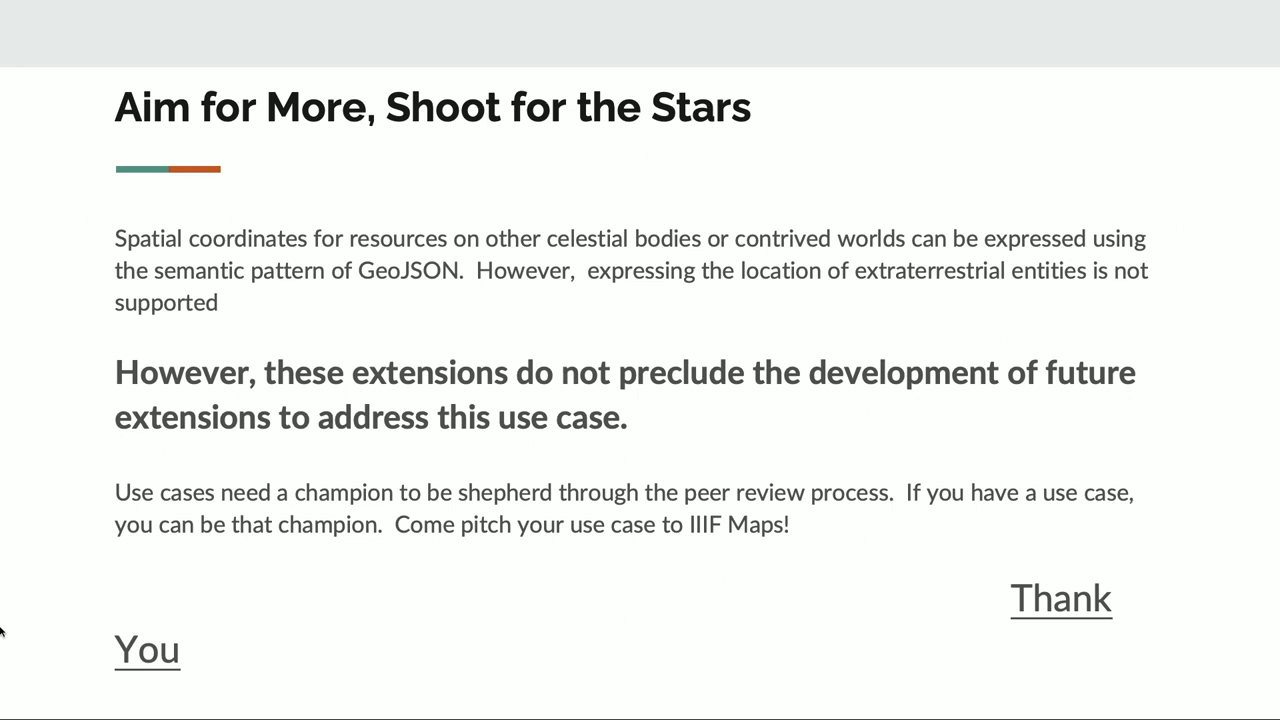 Aim for More, Shoot for the Stars
Spatial coordinates for resources on other celestial bodies or contrived worlds can be expressed using
the semantic pattern of GeoJSON.  However,  expressing the location of extraterrestrial entities is not
supported
However, these extensions do not preclude the development of future
extensions to address this use case.
Use cases need a champion to be shepherd through the peer review process.  If you have a use case,
you can be that champion.  Come pitch your use case to IIIF Maps!
Thank
You